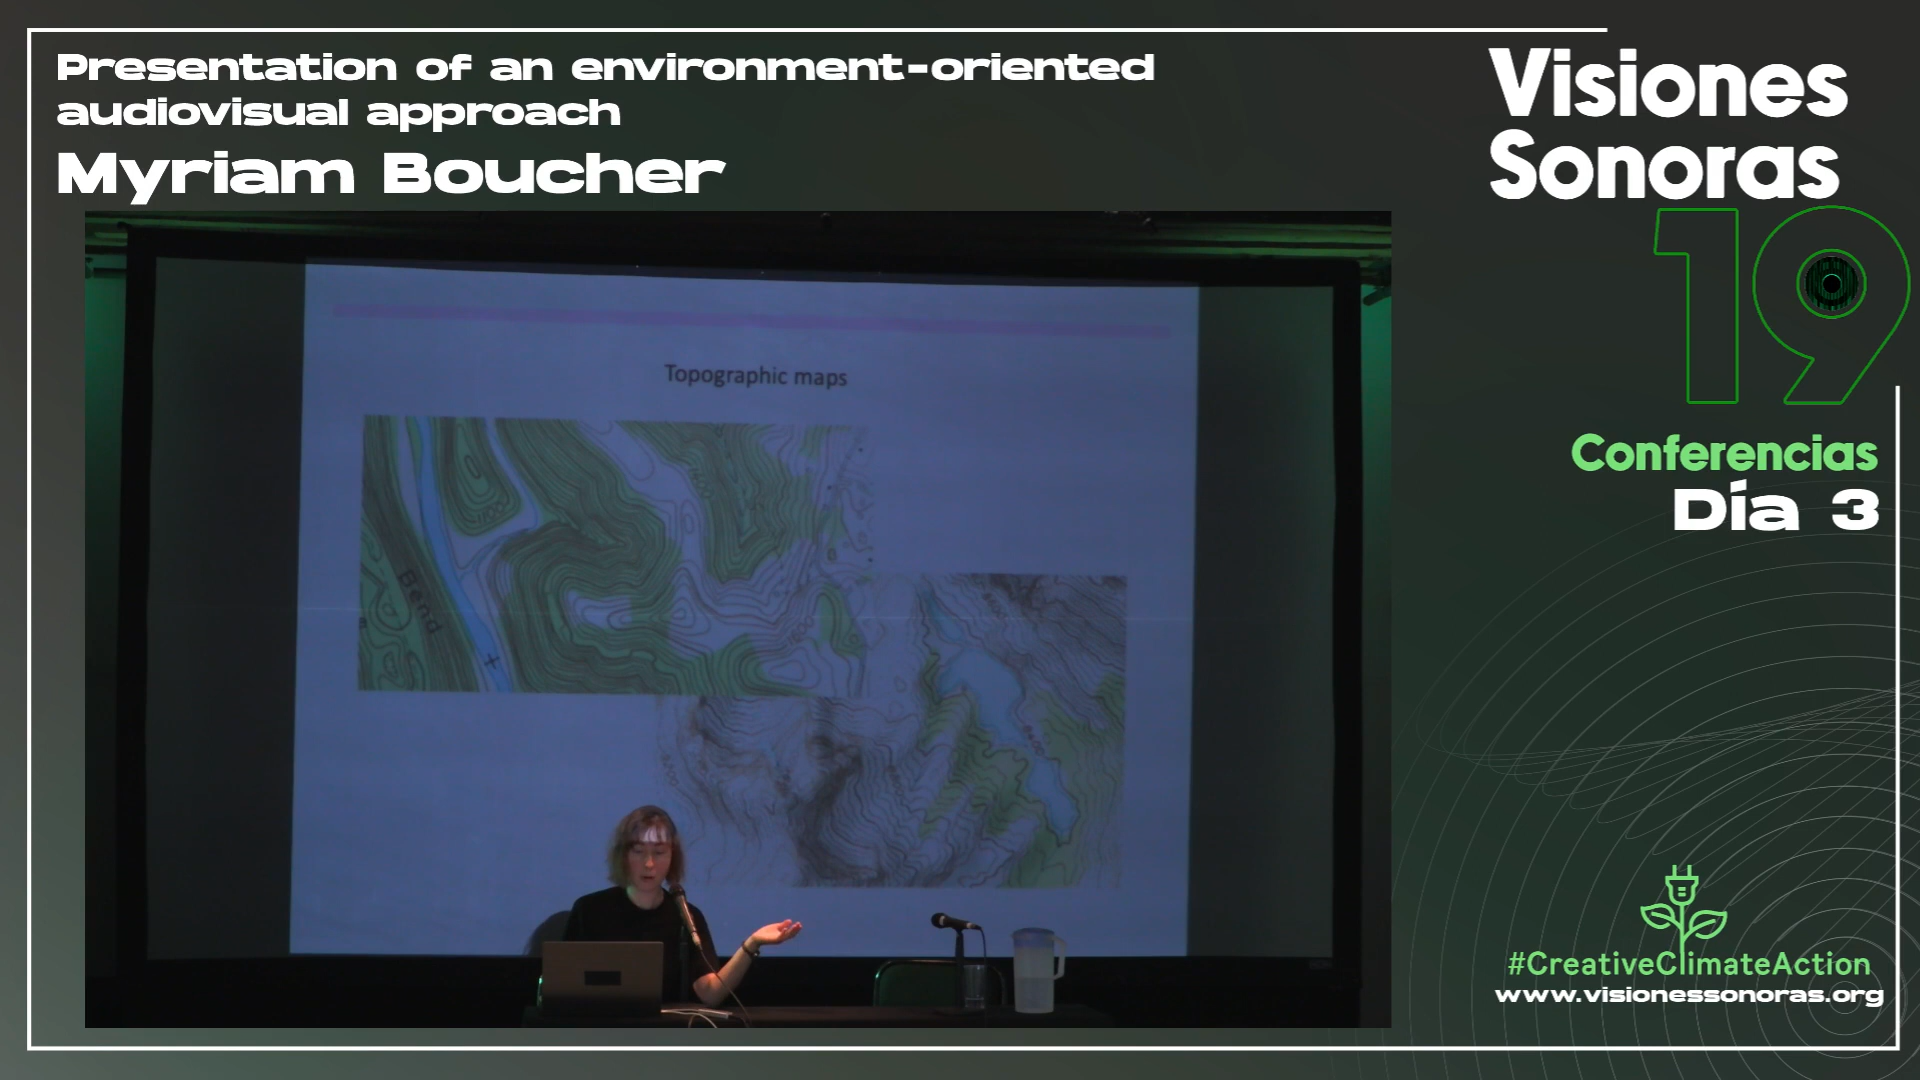 Presentation of an environment-oriented
audiovisual approach
Myriam Boucher
Visiones
Sonoras
19
Conferencias
Día 3
Topographic maps
Bend
#CreativeClimateAction
www.visionessonoras.org